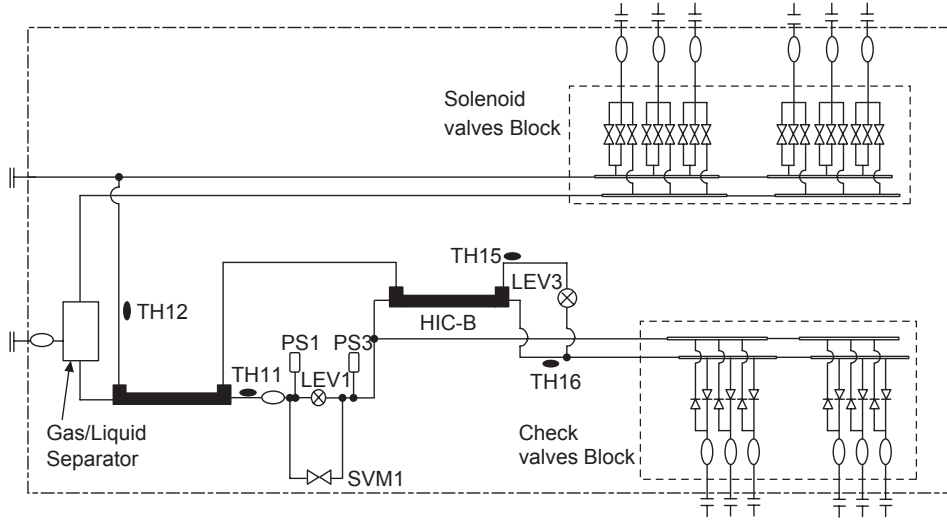 Solenoid
valves Block
TH15
LEV3
TH12
HIC-B
PS1
PS3
TH11
LEV1
TH16
Gas/Liquid
Separator
Check
valves Block
SVM1